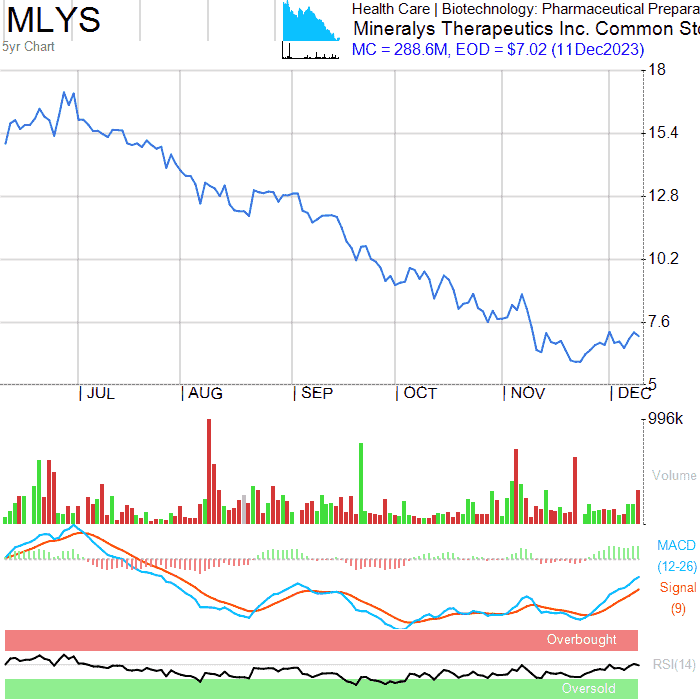 MLYS
5yr Chart
Health Care | Biotechnology: Pharmaceutical Prepara
Mineralys Therapeutics Inc. Common Sto
MC = 288.6M, EOD = $7.02 (11Dec2023)
18
15.4
12.8
10.2
7.6
5
| JUL | AUG | SEP | OCT | NOV | DEC
996k
Volume
MACD
(12-26)
Signal
(9)
Overbought
RSI(14)
Oversold